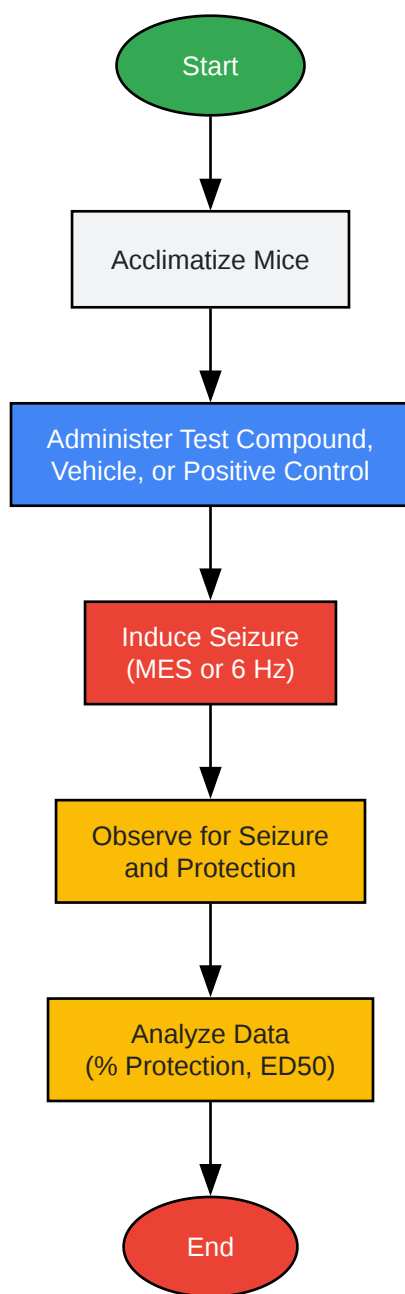 Start
Acclimatize Mice
Administer Test Compound,
Vehicle, or Positive Control
Induce Seizure
(MES or 6 Hz)
Observe for Seizure
and Protection
Analyze Data
(% Protection, ED50)
End